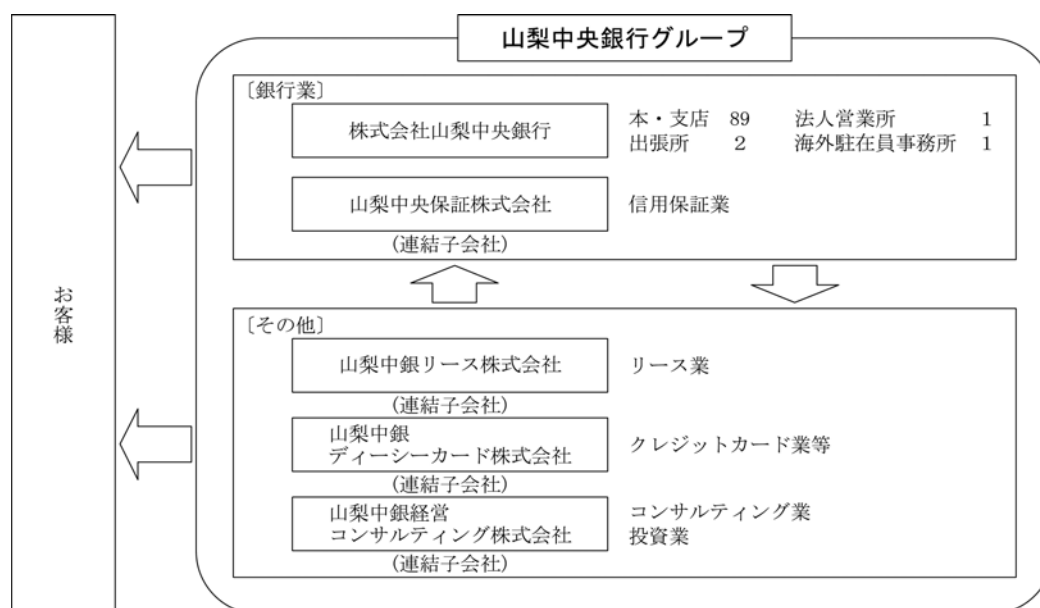 山梨中央銀行グループ
〔銀行業〕
株式会社山梨中央銀行
本・支店 89 法人営業所 1
出張所 2 海外駐在員事務所 1
山梨中央保証株式会社
信用保証業
(連結子会社)
お客様
〔その他〕
山梨中銀リース株式会社
リース業
(連結子会社)
山梨中銀
ディーシーカード株式会社
クレジットカード業等
(連結子会社)
山梨中銀経営
コンサルティング株式会社
コンサルティング業
投資業
(連結子会社)